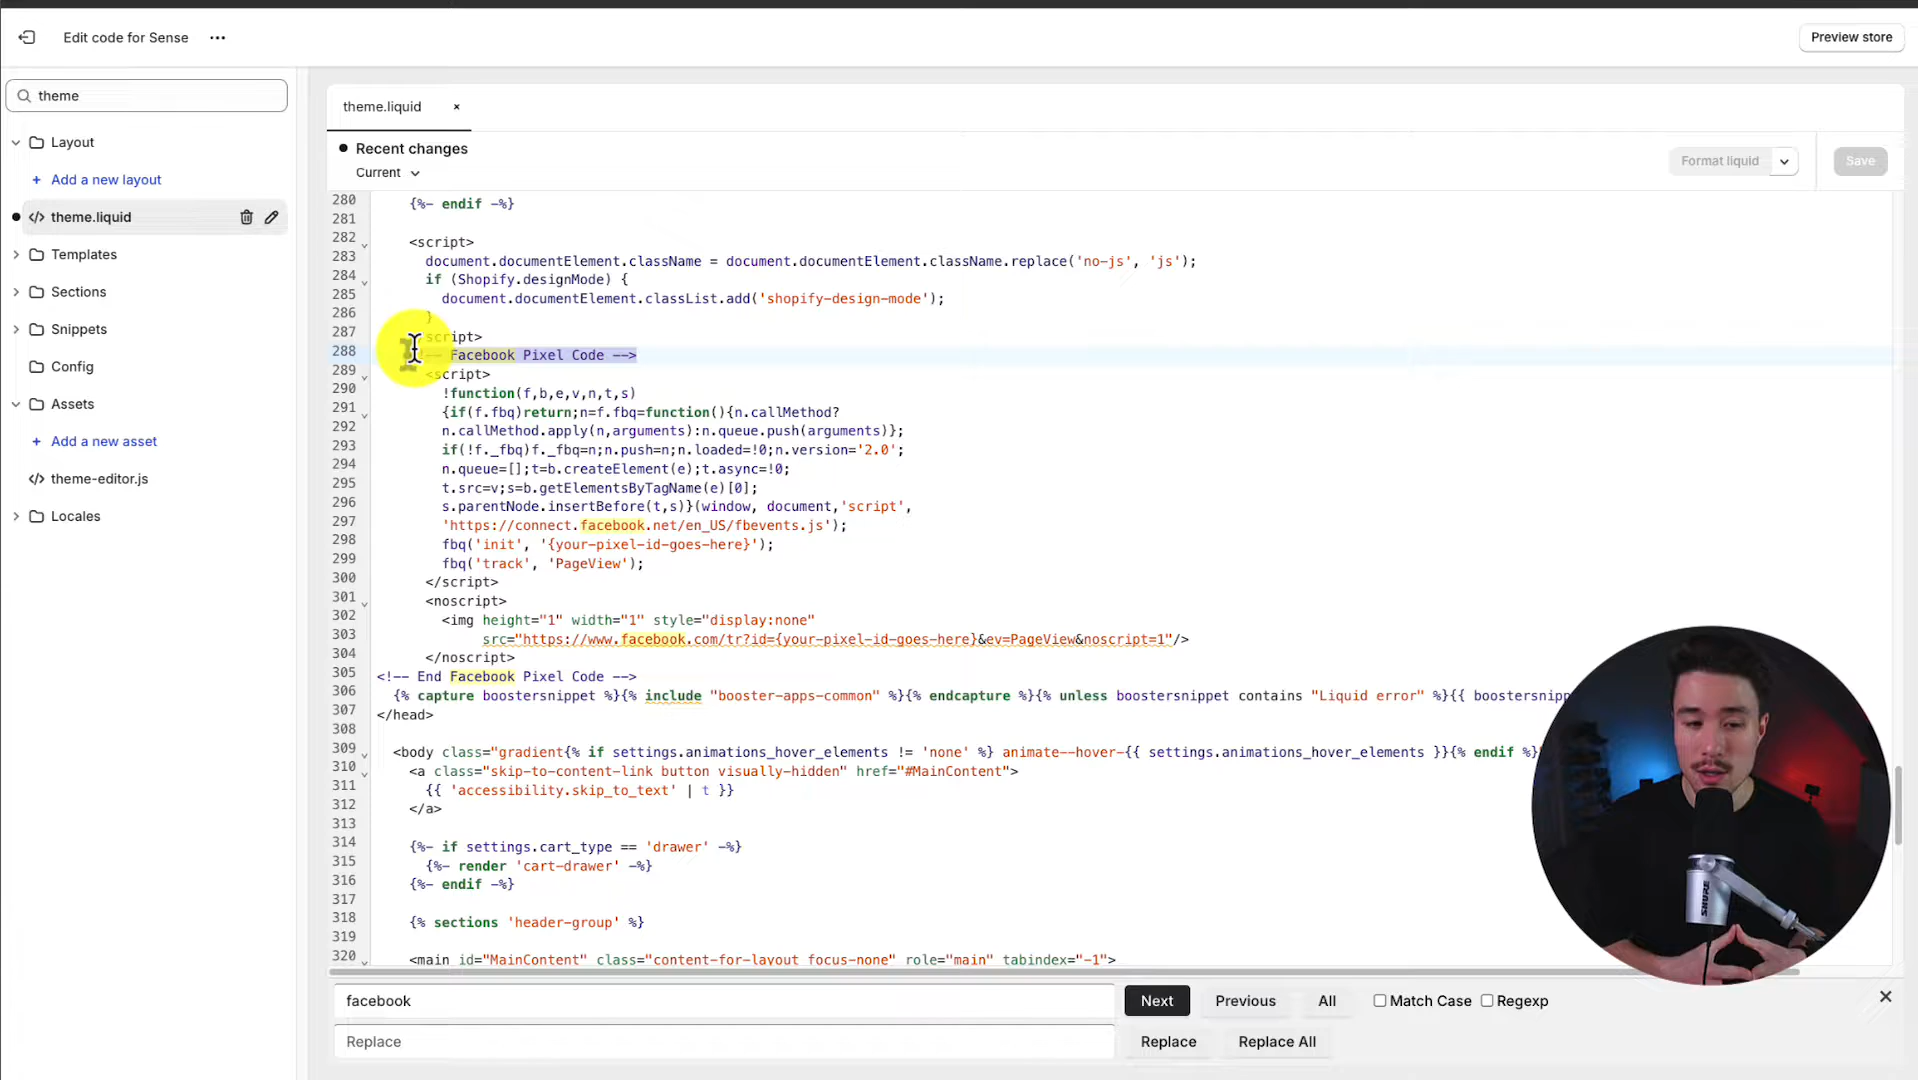 Edit code for Sense
Preview store
theme
Layout
Add a new layout
theme.liquid
Templates
Sections
Snippets
Config
Assets
Add a new asset
theme-editor.js
Locales
theme.liquid ×
Recent changes
Current
Format liquid
Save
280 {%- endif -%}
281
282 <script>
283 document.documentElement.className = document.documentElement.className.replace('no-js', 'js');
284 if (Shopify.designMode) {
285 document.documentElement.classList.add('shopify-design-mode');
286 }
287 script>
288 -- Facebook Pixel Code -->
289 <script>
290 !function(f,b,e,v,n,t,s)
291 {if(f.fbq)return;n=f.fbq=function(){n.callMethod?
292 n.callMethod.apply(n,arguments):n.queue.push(arguments)};
293 if(!f._fbq)f._fbq=n;n.push=n;n.loaded=!0;n.version='2.0';
294 n.queue=[];t=b.createElement(e);t.async=!0;
295 t.src=v;s=b.getElementsByTagName(e)[0];
296 s.parentNode.insertBefore(t,s)}(window, document,'script',
297 'https://connect.facebook.net/en_US/fbevents.js');
298 fbq('init', '{your-pixel-id-goes-here}');
299 fbq('track', 'PageView');
300 </script>
301 <noscript>
302 <img height="1" width="1" style="display:none"
303 src="https://www.facebook.com/tr?id={your-pixel-id-goes-here}&ev=PageView&noscript=1"/>
304 </noscript>
305 <!-- End Facebook Pixel Code -->
306 {% capture boostersnippet %}{% include "booster-apps-common" %}{% endcapture %}{% unless boostersnippet contains "Liquid error" %}{{ boostersnipp
307 </head>
308
309 <body class="gradient{% if settings.animations_hover_elements != 'none' %} animate--hover-{{ settings.animations_hover_elements }}{% endif %}
310 <a class="skip-to-content-link button visually-hidden" href="#MainContent">
311 {{ 'accessibility.skip_to_text' | t }}
312 </a>
313
314 {%- if settings.cart_type == 'drawer' -%}
315 {%- render 'cart-drawer' -%}
316 {%- endif -%}
317
318 {% sections 'header-group' %}
319
320 <main id="MainContent" class="content-for-layout focus-none" role="main" tabindex="-1">
facebook
Next
Previous
All
Match Case
Regexp
Replace
Replace
Replace All
SHURE